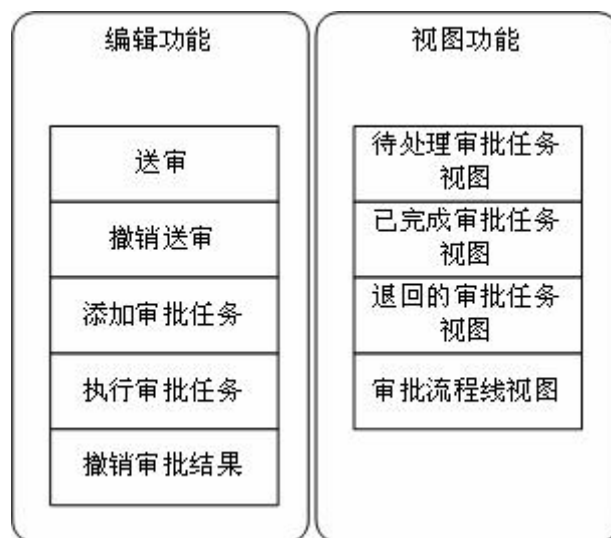 编辑功能
送审
撤销送审
添加审批任务
执行审批任务
撤销审批结果
视图功能
待处理审批任务
视图
已完成审批任务
视图
退回的审批任务
视图
审批流程线视图